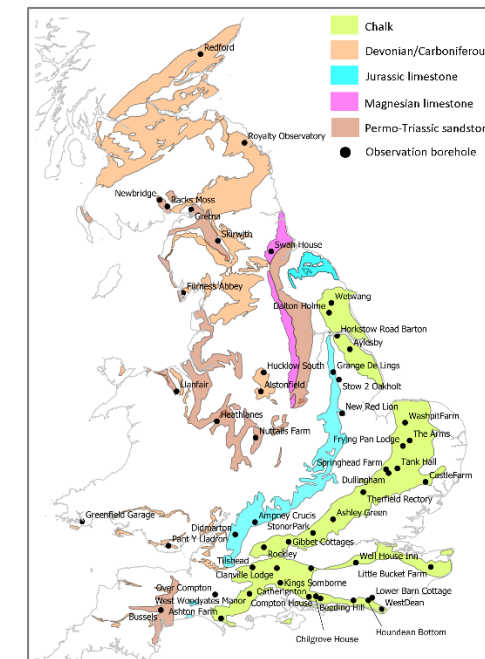 Chalk
Devonian/Carboniferou
Jurassic limestone
Magnesian limestone
Permo-Triassic sandston
Observation borehole
Redford
Royalty Observatory
Newbridge
Racks Moss
Gretna
Skirwith
Swan House
Furness Abbey
Wetwang
Dalton Holme
Horkstow Road Barton
Aylesby
Hucklow South
Grange De Lings
Llanfair
Alstonfield
Stow 2 Oakholt
New Red Lion
Heathlanes
WashpitFarm
Nuttalls Farm
Frying Pan Lodge
The Arms
Springhead Farm
Tank Hall
Dullingham
CastleFarm
Therfield Rectory
Greenfield Garage
Ampney Crucis
Ashley Green
Didmarton
StonorPark
Pant Y Lladron
Gibbet Cottages
Tilshead
Rockley
Well House Inn
Clanville Lodge
Little Bucket Farm
Over Compton
Kings Somborne
West Woodyates Manor
Catherington
Lower Barn Cottage
Ashton Farm
Compton House
Beeding Hill
WestDean
Bussels
Chilgrove House
Houndean Bottom